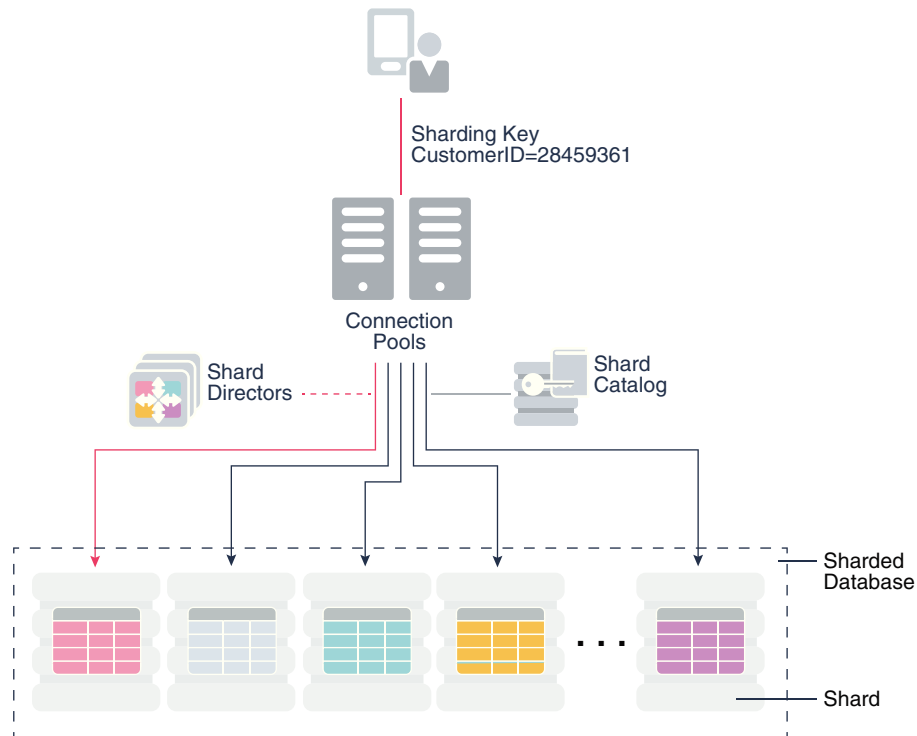 Sharding Key
CustomerID=28459361
Connection
Pools
Shard
Directors
Shard
Catalog
Sharded
Database
. . .
Shard